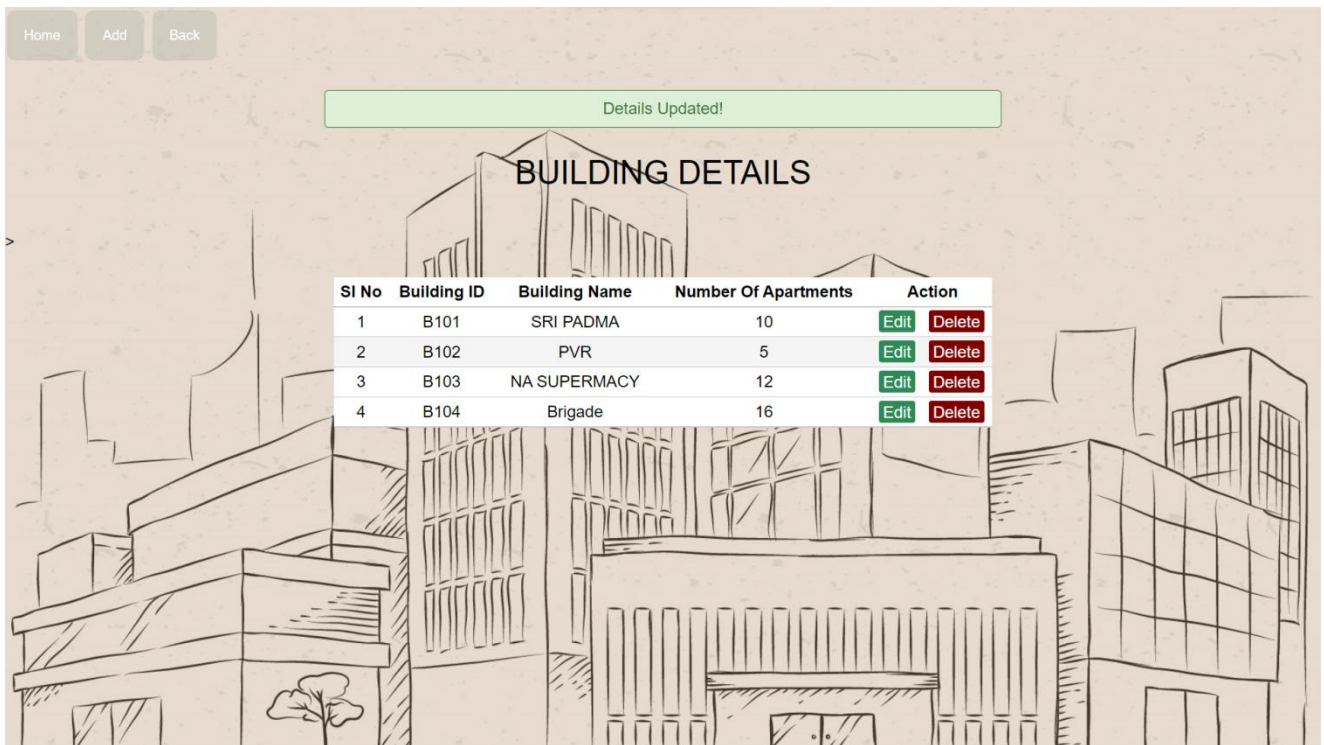 Home Add Back
Details Updated!
BUILDING DETAILS
>
SI No Building ID Building Name Number Of Apartments Action
1 B101 SRI PADMA 10 Edit Delete
2 B102 PVR 5 Edit Delete
3 B103 NA SUPERMACY 12 Edit Delete
4 B104 Brigade 16 Edit Delete